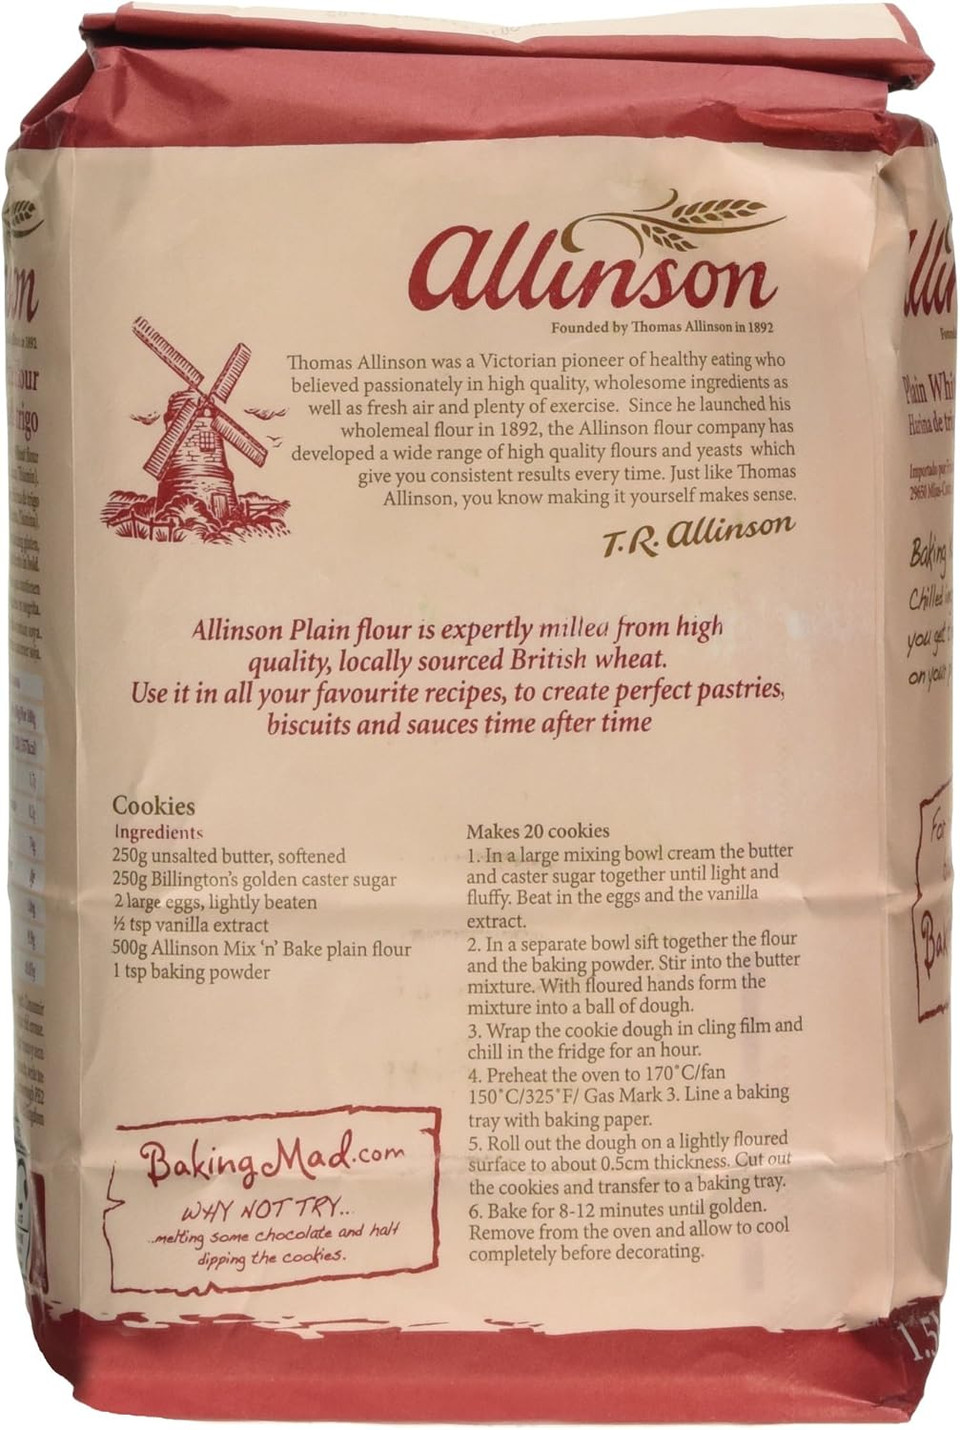 Allinson
Founded by Thomas Allinson in 1892
Thomas Allinson was a Victorian pioneer of healthy eating who
believed passionately in high quality, wholesome ingredients as
well as fresh air and plenty of exercise. Since he launched his
wholemeal flour in 1892, the Allinson flour company has
developed a wide range of high quality flours and yeasts which
give you consistent results every time. Just like Thomas
Allinson, you know making it yourself makes sense.
T.R. Allinson
Allinson Plain flour is expertly milled from high
quality, locally sourced British wheat.
Use it in all your favourite recipes, to create perfect pastries,
biscuits and sauces time after time
Cookies
Ingredients
250g unsalted butter, softened
250g Billington's golden caster sugar
2 large eggs, lightly beaten
½ tsp vanilla extract
500g Allinson Mix 'n' Bake plain flour
1 tsp baking powder
Makes 20 cookies
1. In a large mixing bowl cream the butter
and caster sugar together until light and
fluffy. Beat in the eggs and the vanilla
extract.
2. In a separate bowl sift together the flour
and the baking powder. Stir into the butter
mixture. With floured hands form the
mixture into a ball of dough.
3. Wrap the cookie dough in cling film and
chill in the fridge for an hour.
4. Preheat the oven to 170˚C/fan
150˚C/325˚F/ Gas Mark 3. Line a baking
tray with baking paper.
5. Roll out the dough on a lightly floured
surface to about 0.5cm thickness. Cut out
the cookies and transfer to a baking tray.
6. Bake for 8-12 minutes until golden.
Remove from the oven and allow to cool
completely before decorating.
BakingMad.com
WHY NOT TRY...
...melting some chocolate and half
dipping the cookies.
Plain
Harina de
Baking
Chilled
you get
on your
For
1.5